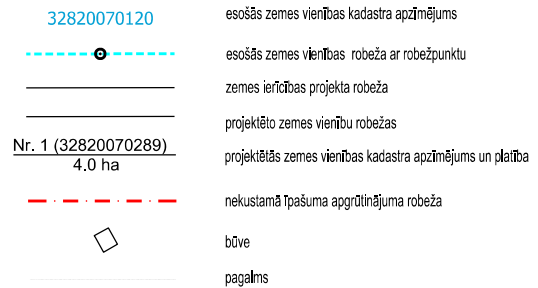 32820070120 esošās zemes vienības kadastra apzīmējums
esošās zemes vienības robeža ar robežpunktu
zemes ierīcības projekta robeža
projektēto zemes vienību robežas
Nr. 1 (32820070289)
4.0 ha
projektētās zemes vienības kadastra apzīmējums un platība
nekustamā īpašuma apgrūtinājuma robeža
būve
pagalms